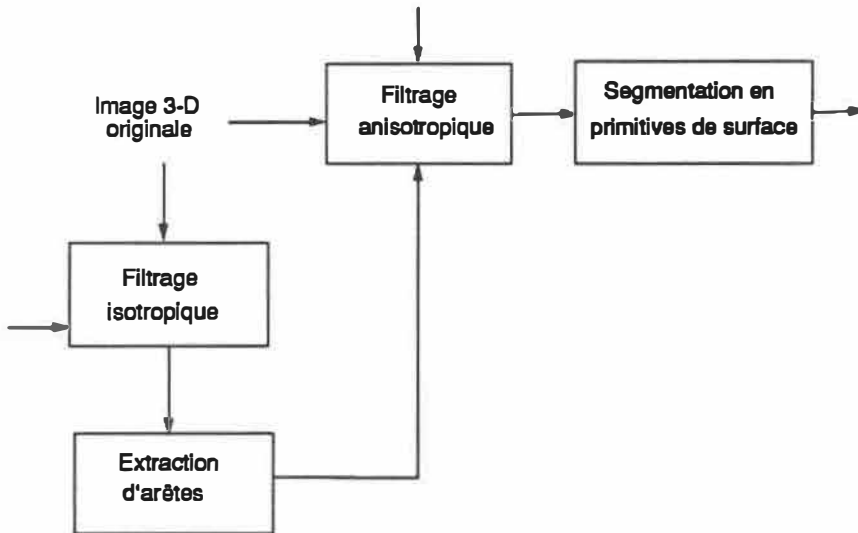 Image 3-D
originale
Filtrage
anisotropique
Segmentation en
primitives de surface
Filtrage
isotropique
Extraction
d'arêtes